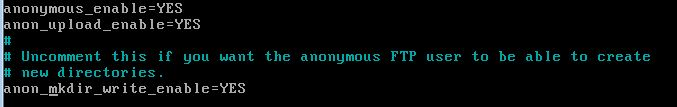 anonymous_enable=YES
anon_upload_enable=YES
#
# Uncomment this if you want the anonymous FTP user to be able to create
# new directories.
anon_mkdir_write_enable=YES